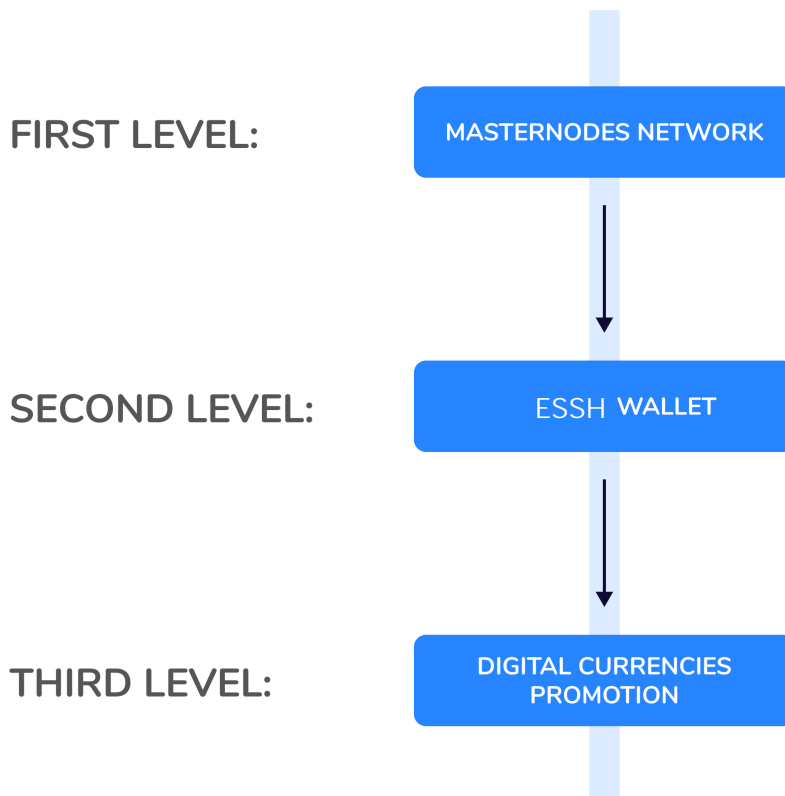 FIRST LEVEL:
MASTERNODES NETWORK
SECOND LEVEL:
ESSH WALLET
THIRD LEVEL:
DIGITAL CURRENCIES
PROMOTION